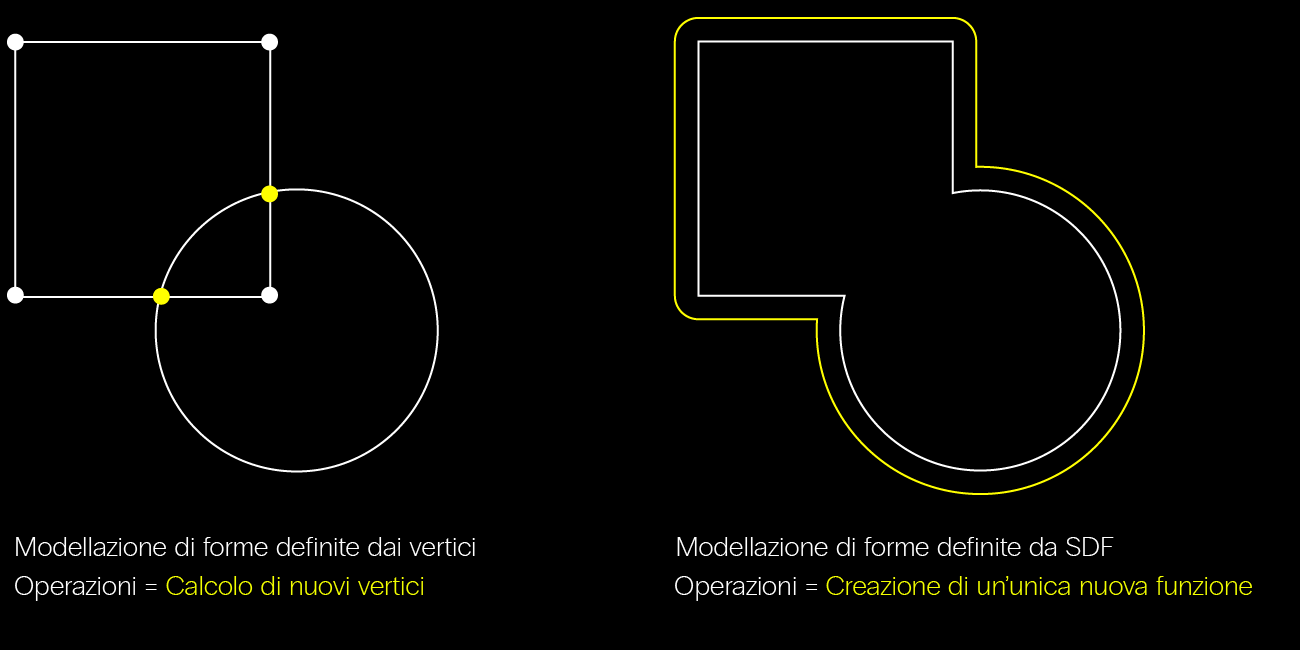 Modellazione di forme definite dai vertici
Operazioni = Calcolo di nuovi vertici
Modellazione di forme definite da SDF
Operazioni = Creazione di un’unica nuova funzione